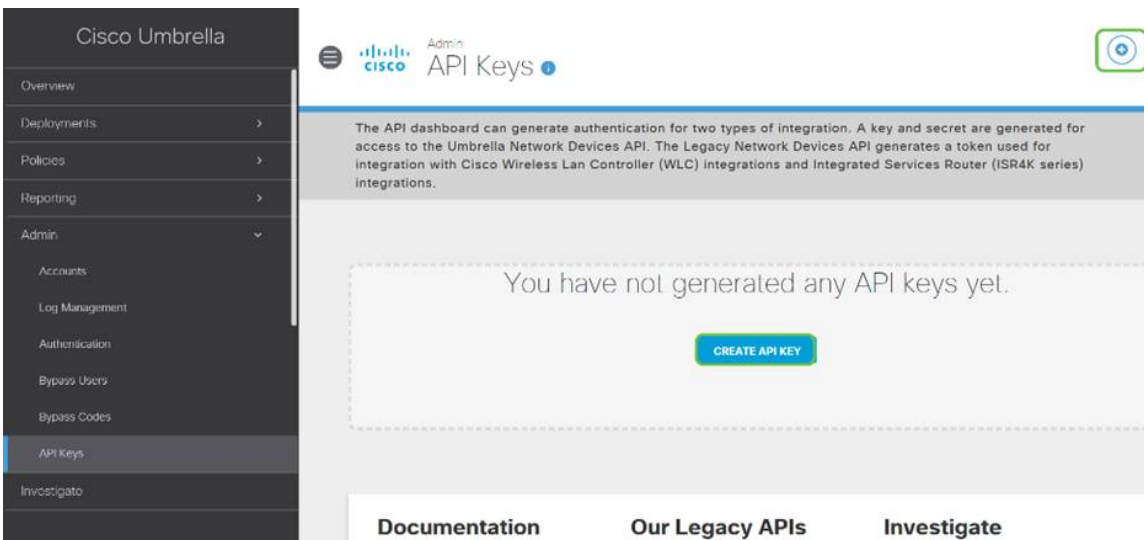 Cisco Umbrella
Overview
Deployments
Policies
Reporting
Admin
Accounts
Log Management
Authentication
Bypass Users
Bypass Codes
API Keys
Investigate
CISCO
Admin
API Keys
The API dashboard can generate authentication for two types of integration. A key and secret are generated for
access to the Umbrella Network Devices API. The Legacy Network Devices API generates a token used for
integration with Cisco Wireless Lan Controller (WLC) integrations and Integrated Services Router (ISR4K series)
integrations.
You have not generated any API keys yet.
CREATE API KEY
Documentation
Our Legacy APIs
Investigate